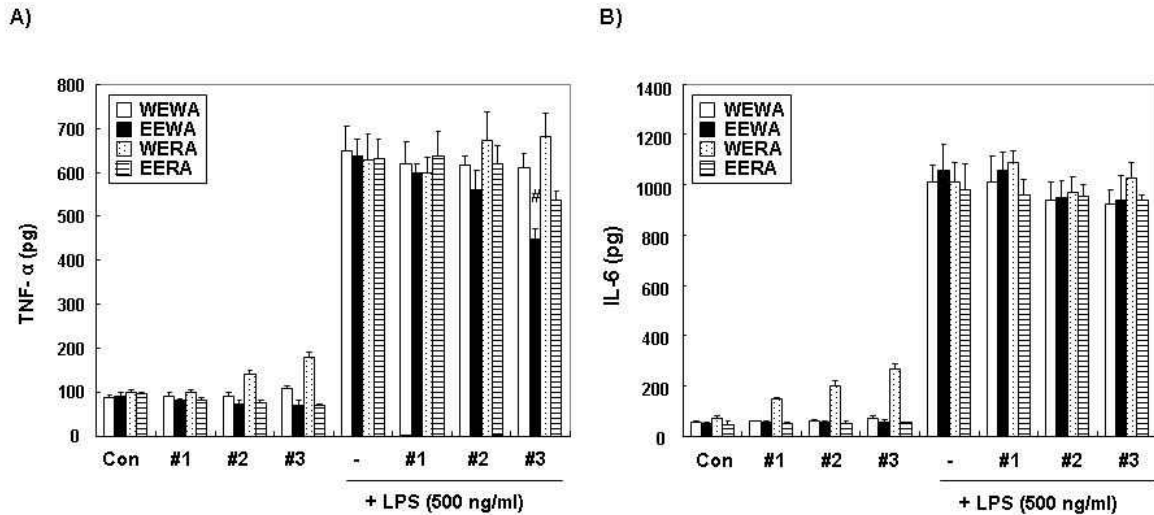 A)
TNF- α (pg)
800
700
600
500
400
300
200
100
0
WEWA
EEWA
WERA
EERA
#
Con #1 #2 #3 - #1 #2 #3
+ LPS (500 ng/ml)
B)
IL-6 (pg)
1400
1200
1000
800
600
400
200
0
WEWA
EEWA
WERA
EERA
Con #1 #2 #3 - #1 #2 #3
+ LPS (500 ng/ml)